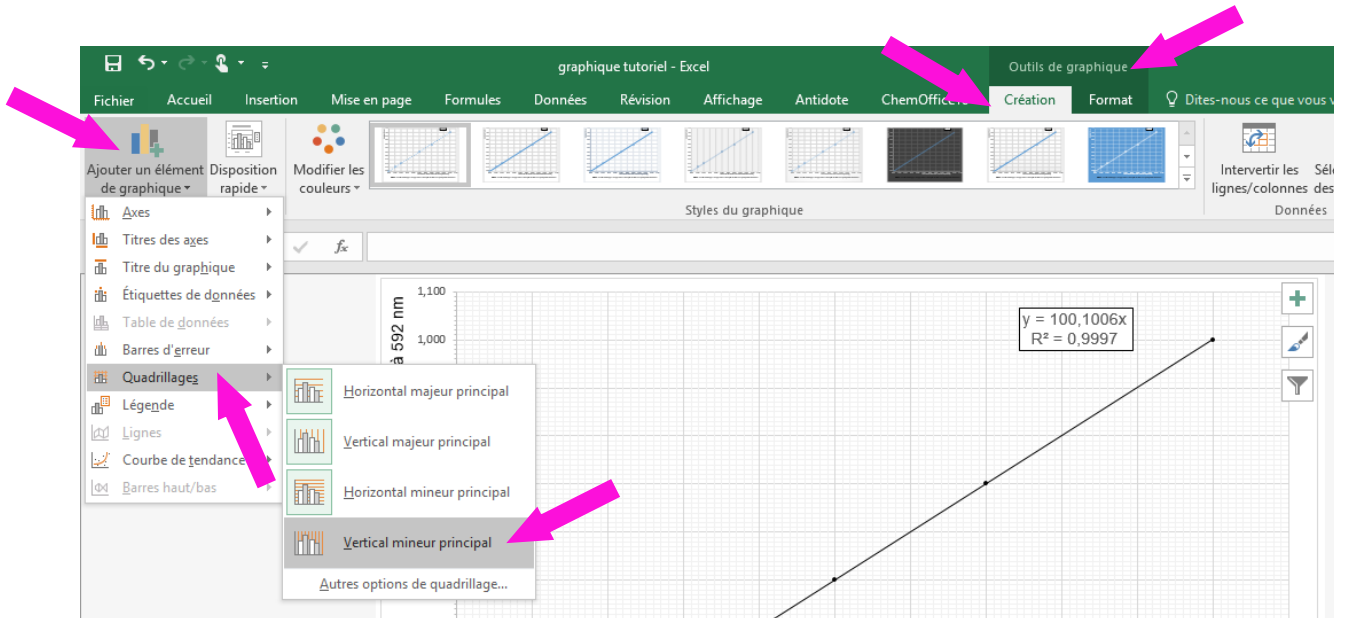 graphique tutoriel - Excel
Outils de graphique
Fichier Accueil Insertion Mise en page Formules Données Révision Affichage Antidote Création Format Dites-nous ce que vous
Ajouter un élément de graphique
Disposition rapide
Modifier les couleurs
Styles du graphique
Intervertir les lignes/colonnes
des
Données
Axes
Titres des axes
Titre du graphique
Étiquettes de données
Table de données
Barres d'erreur
Quadrillages
Légende
Lignes
Courbe de tendance
Barres haut/bas
Horizontal majeur principal
Vertical majeur principal
Horizontal mineur principal
Vertical mineur principal
Autres options de quadrillage...
fx
à 592 nm
1,100
1,000
y = 100,1006x
R² = 0,9997